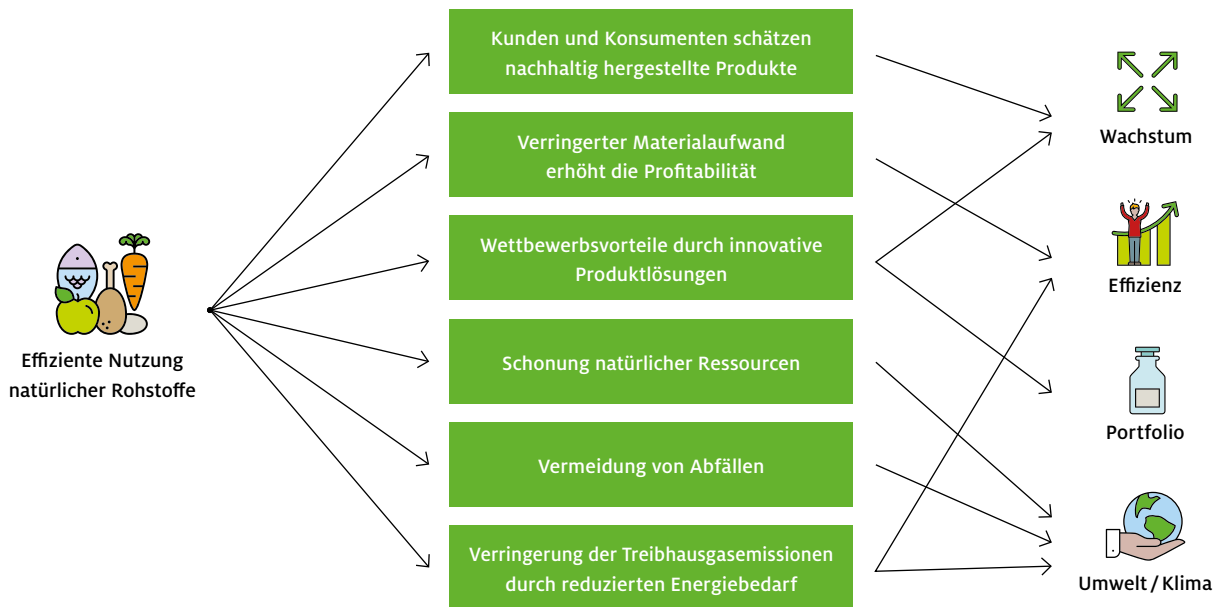 Effiziente Nutzung
natürlicher Rohstoffe
Kunden und Konsumenten schätzen
nachhaltig hergestellte Produkte
Verringerter Materialaufwand
erhöht die Profitabilität
Wettbewerbsvorteile durch innovative
Produktlösungen
Schonung natürlicher Ressourcen
Vermeidung von Abfällen
Verringerung der Treibhausgasemissionen
durch reduzierten Energiebedarf
Wachstum
Effizienz
Portfolio
Umwelt / Klima